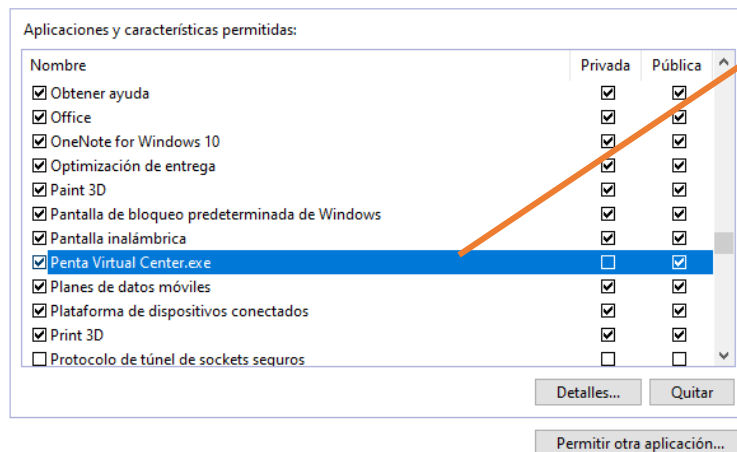 Aplicaciones y características permitidas:
Nombre Privada Pública
Obtener ayuda
Office
OneNote for Windows 10
Optimización de entrega
Paint 3D
Pantalla de bloqueo predeterminada de Windows
Pantalla inalámbrica
Penta Virtual Center.exe
Planes de datos móviles
Plataforma de dispositivos conectados
Print 3D
Protocolo de túnel de sockets seguros
Detalles... Quitar
Permitir otra aplicación...